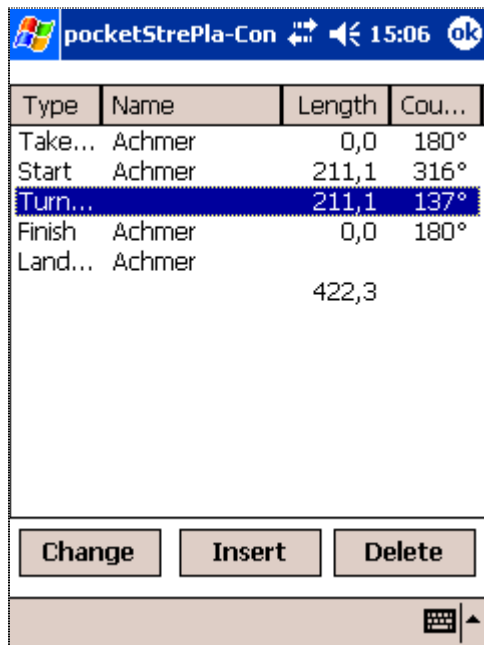 pocketStrePla-Con 15:06 ok
Type Name Length Cou...
Take... Achmer 0,0 180°
Start Achmer 211,1 316°
Turn... 211,1 137°
Finish Achmer 0,0 180°
Land... Achmer
422,3
Change Insert Delete